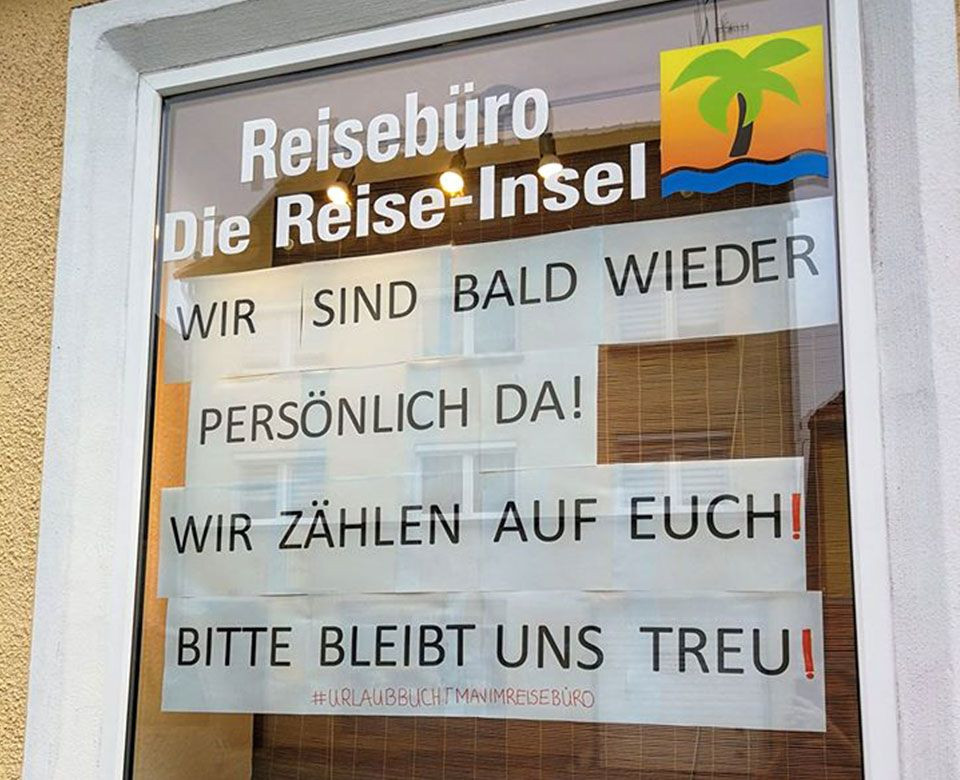 Reisebüro
Die Reise-Insel
WIR SIND BALD WIEDER
PERSÖNLICH DA!
WIR ZÄHLEN AUF EUCH!
BITTE BLEIBT UNS TREU!
#URLAUBBUCHTMANIMREISEBÜRO